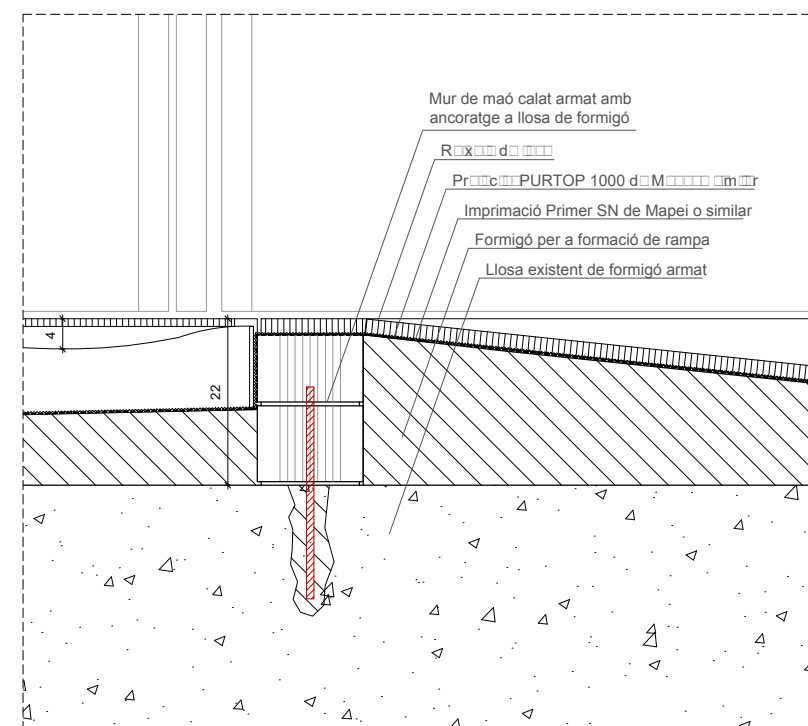 Mur de maó calat armat amb
ancoratge a llosa de formigó
PURTOP 1000
Imprimació Primer SN de Mapei o similar
Formigó per a formació de rampa
Llosa existent de formigó armat
4
22